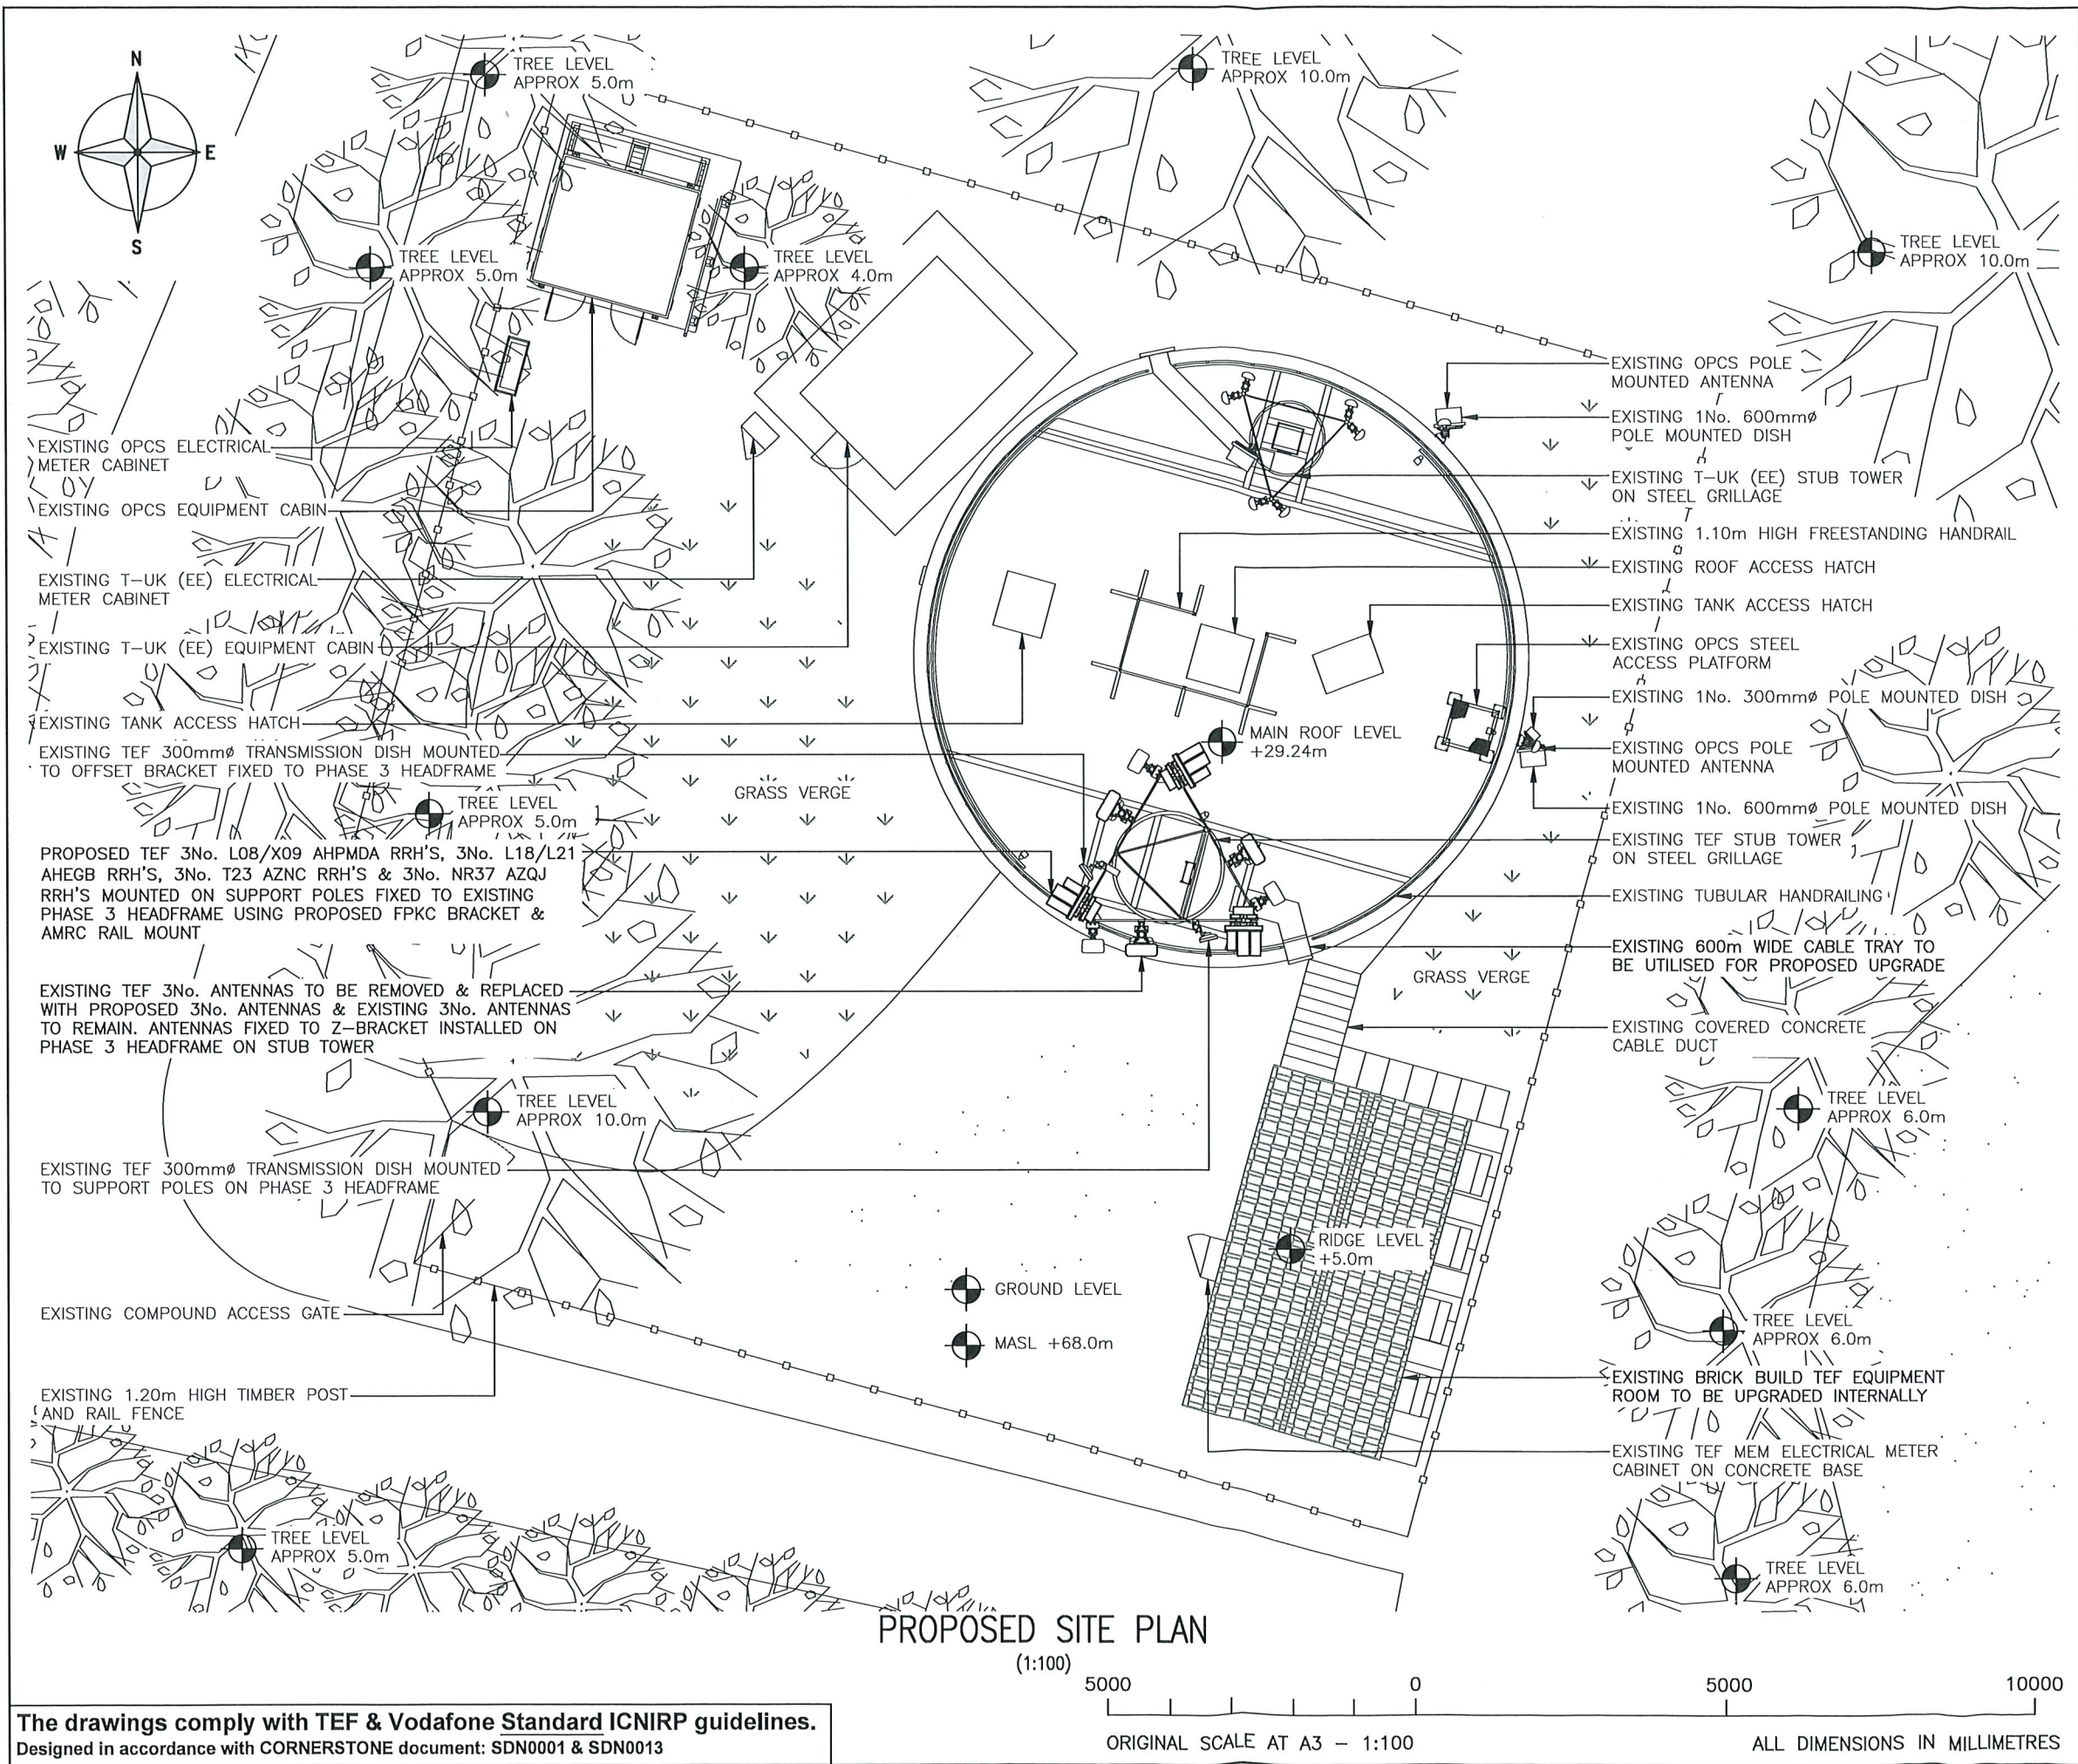 N
W
E
S
TREE LEVEL
APPROX 5.0m
TREE LEVEL
APPROX 10.0m
TREE LEVEL
APPROX 5.0m
TREE LEVEL
APPROX 4.0m
TREE LEVEL
APPROX 10.0m
EXISTING OPCS ELECTRICAL
METER CABINET
EXISTING OPCS EQUIPMENT CABIN
EXISTING T-UK (EE) ELECTRICAL
METER CABINET
EXISTING T-UK (EE) EQUIPMENT CABIN
EXISTING TANK ACCESS HATCH
EXISTING TEF 300mmø TRANSMISSION DISH MOUNTED
TO OFFSET BRACKET FIXED TO PHASE 3 HEADFRAME
TREE LEVEL
APPROX 5.0m
PROPOSED TEF 3No. L08/X09 AHPMDA RRH'S, 3No. L18/L21
AHEGB RRH'S, 3No. T23 AZNC RRH'S & 3No. NR37 AZQJ
RRH'S MOUNTED ON SUPPORT POLES FIXED TO EXISTING
PHASE 3 HEADFRAME USING PROPOSED FPKC BRACKET &
AMRC RAIL MOUNT
EXISTING TEF 3No. ANTENNAS TO BE REMOVED & REPLACED
WITH PROPOSED 3No. ANTENNAS & EXISTING 3No. ANTENNAS
TO REMAIN. ANTENNAS FIXED TO Z-BRACKET INSTALLED ON
PHASE 3 HEADFRAME ON STUB TOWER
TREE LEVEL
APPROX 10.0m
EXISTING TEF 300mmø TRANSMISSION DISH MOUNTED
TO SUPPORT POLES ON PHASE 3 HEADFRAME
EXISTING COMPOUND ACCESS GATE
EXISTING 1.20m HIGH TIMBER POST
AND RAIL FENCE
TREE LEVEL
APPROX 5.0m
GRASS VERGE
MAIN ROOF LEVEL
+29.24m
GRASS VERGE
RIDGE LEVEL
+5.0m
GROUND LEVEL
MASL +68.0m
EXISTING OPCS POLE
MOUNTED ANTENNA
EXISTING 1No. 600mmø
POLE MOUNTED DISH
EXISTING T-UK (EE) STUB TOWER
ON STEEL GRILLAGE
EXISTING 1.10m HIGH FREESTANDING HANDRAIL
EXISTING ROOF ACCESS HATCH
EXISTING TANK ACCESS HATCH
EXISTING OPCS STEEL
ACCESS PLATFORM
EXISTING 1No. 300mmø POLE MOUNTED DISH
EXISTING OPCS POLE
MOUNTED ANTENNA
EXISTING 1No. 600mmø POLE MOUNTED DISH
EXISTING TEF STUB TOWER
ON STEEL GRILLAGE
EXISTING TUBULAR HANDRAILING
EXISTING 600m WIDE CABLE TRAY TO
BE UTILISED FOR PROPOSED UPGRADE
EXISTING COVERED CONCRETE
CABLE DUCT
TREE LEVEL
APPROX 6.0m
TREE LEVEL
APPROX 6.0m
EXISTING BRICK BUILD TEF EQUIPMENT
ROOM TO BE UPGRADED INTERNALLY
EXISTING TEF MEM ELECTRICAL METER
CABINET ON CONCRETE BASE
TREE LEVEL
APPROX 6.0m
PROPOSED SITE PLAN
(1:100)
5000 0 5000 10000
ORIGINAL SCALE AT A3 - 1:100
ALL DIMENSIONS IN MILLIMETRES
The drawings comply with TEF & Vodafone Standard ICNIRP guidelines.
Designed in accordance with CORNERSTONE document: SDN0001 & SDN0013